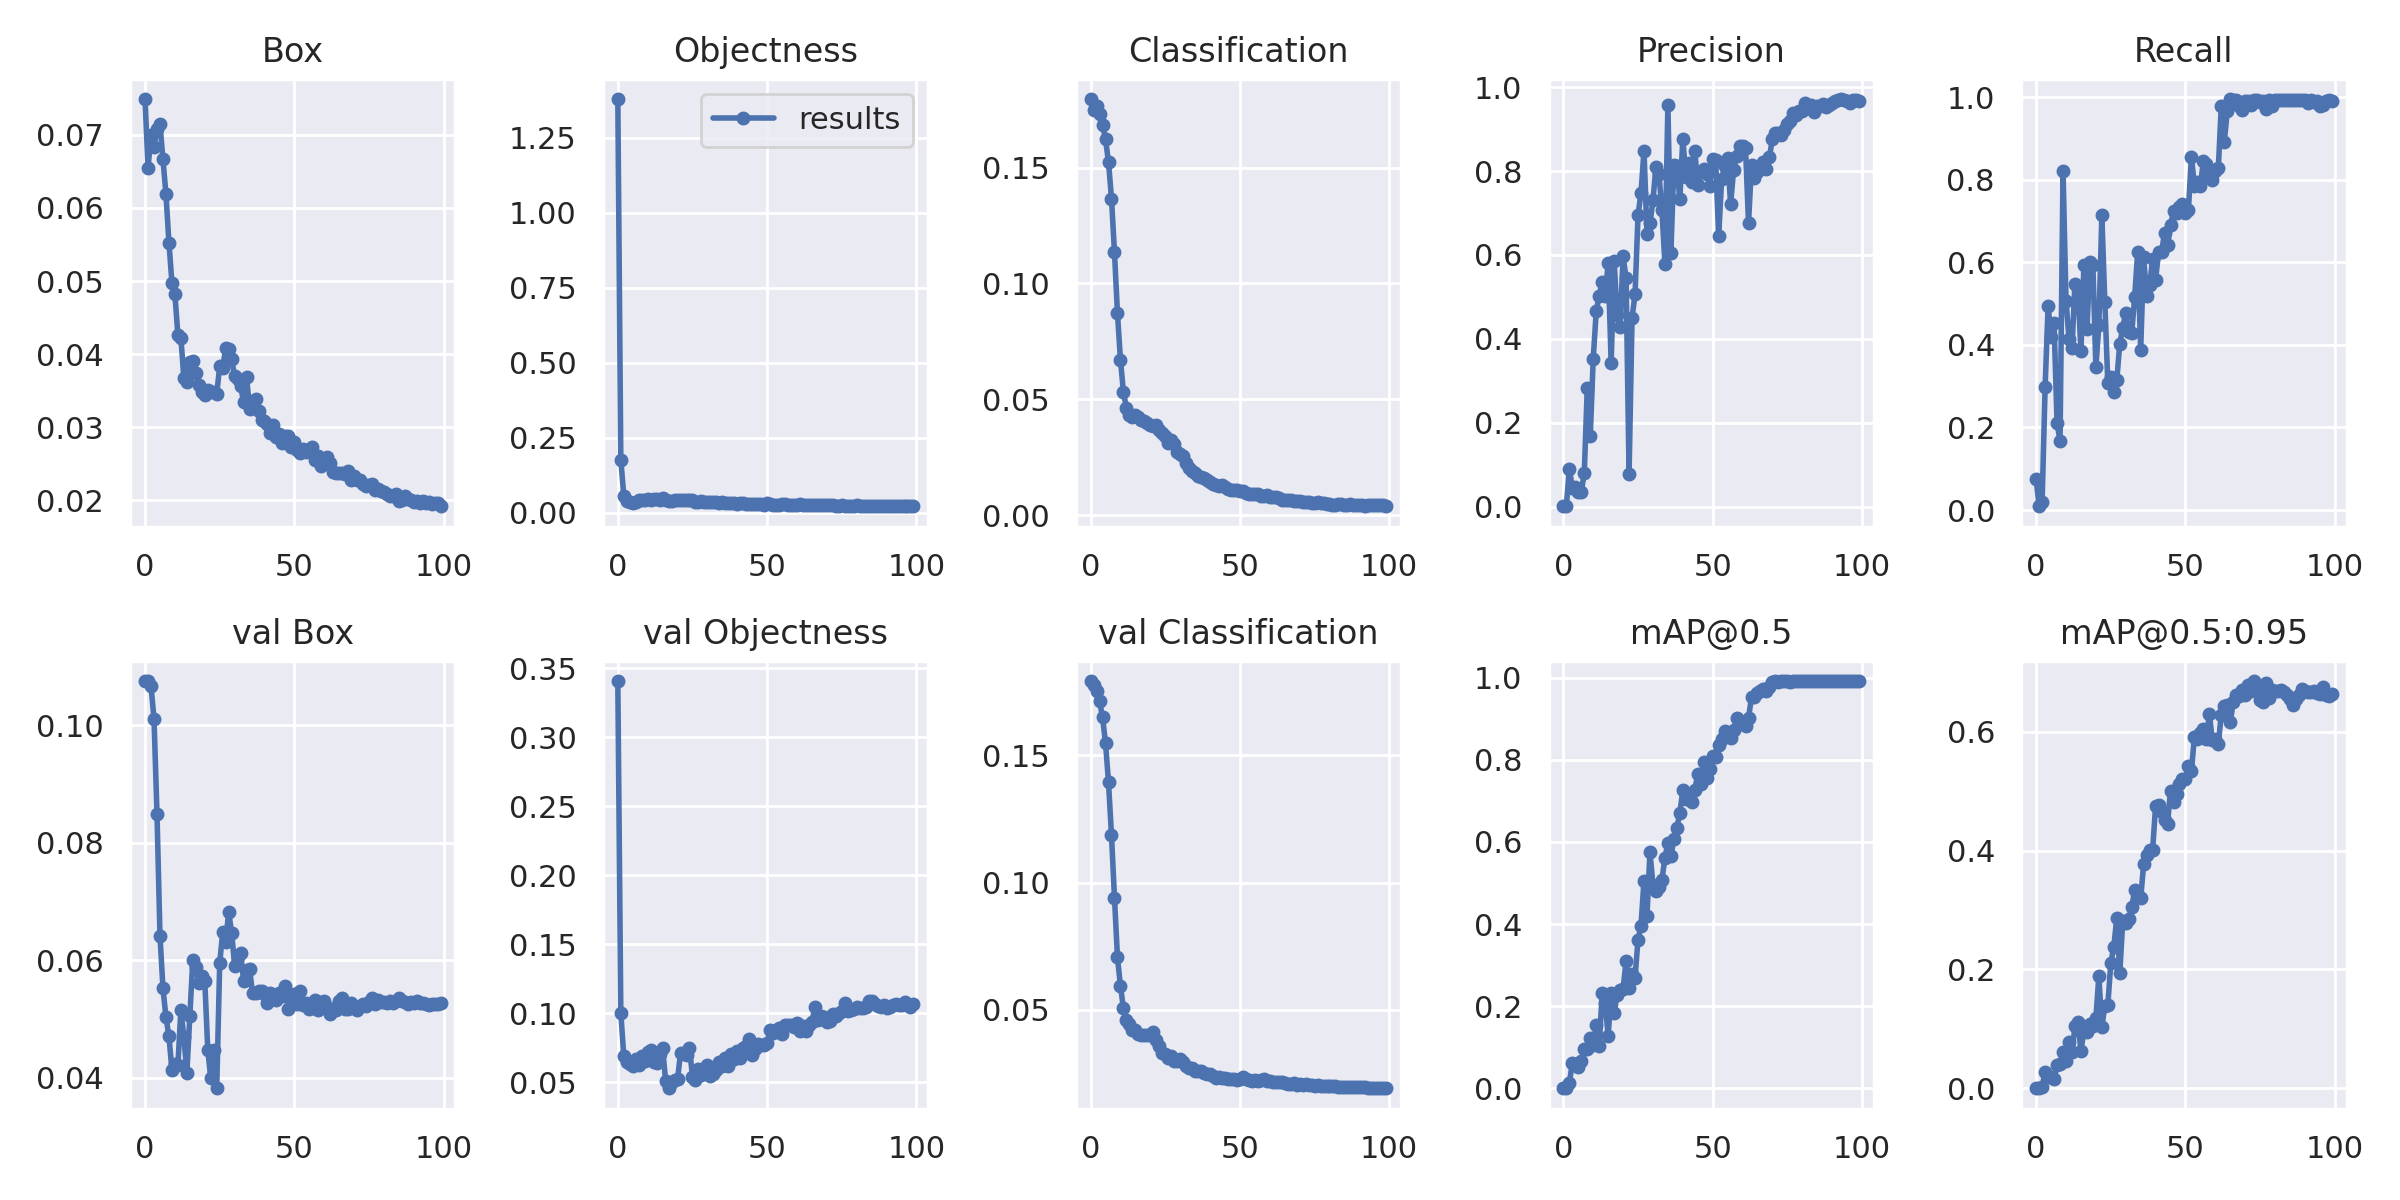 Box
Objectness
Classification
Precision
Recall
0.07
0.06
0.05
0.04
0.03
0.02
0 50 100
results
1.25
1.00
0.75
0.50
0.25
0.00
0 50 100
0.15
0.10
0.05
0.00
0 50 100
1.0
0.8
0.6
0.4
0.2
0.0
0 50 100
1.0
0.8
0.6
0.4
0.2
0.0
0 50 100
val Box
val Objectness
val Classification
mAP@0.5
mAP@0.5:0.95
0.10
0.08
0.06
0.04
0 50 100
0.35
0.30
0.25
0.20
0.15
0.10
0.05
0 50 100
0.15
0.10
0.05
0 50 100
1.0
0.8
0.6
0.4
0.2
0.0
0 50 100
0.6
0.4
0.2
0.0
0 50 100